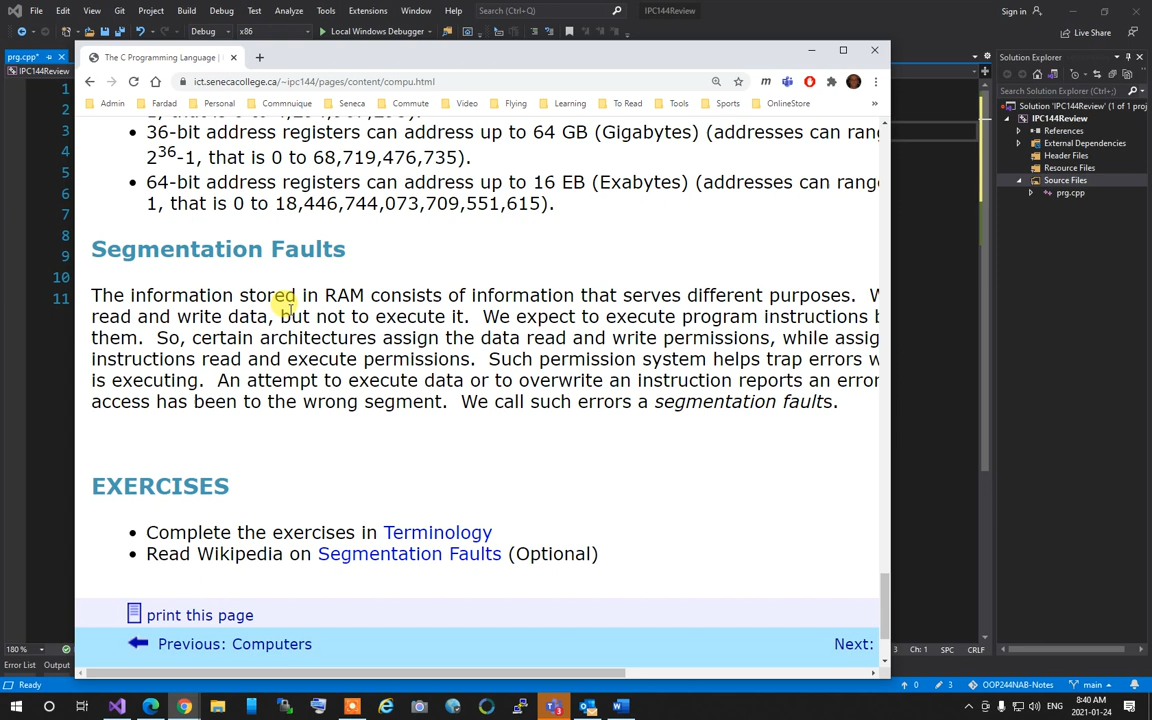 File Edit View Git Project Build Debug Test Analyze Tools Extensions Window Help Search (Ctrl+Q) IPC144Review Sign in
Debug x86 Local Windows Debugger Live Share
prg.cpp*
IPC144Review
The C Programming Language |
ict.senecacollege.ca/~ipc144/pages/content/compu.html
Admin Fardad Personal Commnuique Seneca Commute Video Flying Learning To Read Tools Sports OnlineStore »
• 36-bit address registers can address up to 64 GB (Gigabytes) (addresses can rang
236-1, that is 0 to 68,719,476,735).
• 64-bit address registers can address up to 16 EB (Exabytes) (addresses can range
1, that is 0 to 18,446,744,073,709,551,615).
Segmentation Faults
The information stored in RAM consists of information that serves different purposes. W
read and write data, but not to execute it. We expect to execute program instructions b
them. So, certain architectures assign the data read and write permissions, while assig
instructions read and execute permissions. Such permission system helps trap errors w
is executing. An attempt to execute data or to overwrite an instruction reports an error
access has been to the wrong segment. We call such errors a segmentation faults.
EXERCISES
• Complete the exercises in Terminology
• Read Wikipedia on Segmentation Faults (Optional)
print this page
Previous: Computers Next:
1
2
3
4
5
6
7
8
9
10
11
Solution Explorer
Search Solution Explorer (Ctrl+;)
Solution 'IPC144Review' (1 of 1 proj
IPC144Review
References
External Dependencies
Header Files
Resource Files
Source Files
prg.cpp
180 % Ch: 1 SPC CRLF
Error List Output
Ready 0 3 OOP244NAB-Notes main
ENG 8:40 AM
2021-01-24